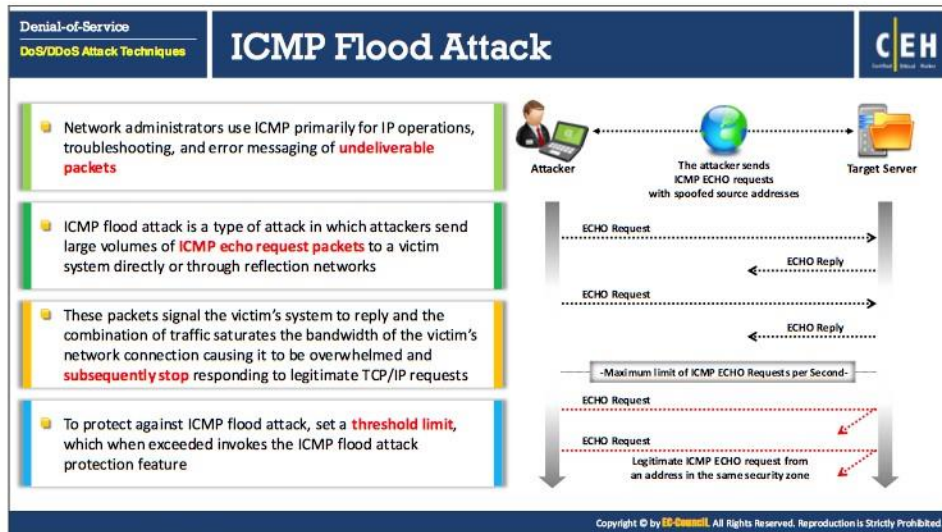 Denial-of-Service
DoS/DDoS Attack Techniques
ICMP Flood Attack
C|EH
Network administrators use ICMP primarily for IP operations,
troubleshooting, and error messaging of undeliverable
packets
ICMP flood attack is a type of attack in which attackers send
large volumes of ICMP echo request packets to a victim
system directly or through reflection networks
These packets signal the victim's system to reply and the
combination of traffic saturates the bandwidth of the victim's
network connection causing it to be overwhelmed and
subsequently stop responding to legitimate TCP/IP requests
To protect against ICMP flood attack, set a threshold limit,
which when exceeded invokes the ICMP flood attack
protection feature
Attacker
The attacker sends
ICMP ECHO requests
with spoofed source addresses
Target Server
ECHO Request
ECHO Reply
ECHO Request
ECHO Reply
-Maximum limit of ICMP ECHO Requests per Second-
ECHO Request
ECHO Request
Legitimate ICMP ECHO request from
an address in the same security zone
Copyright © by EC-Council. All Rights Reserved. Reproduction is Strictly Prohibited